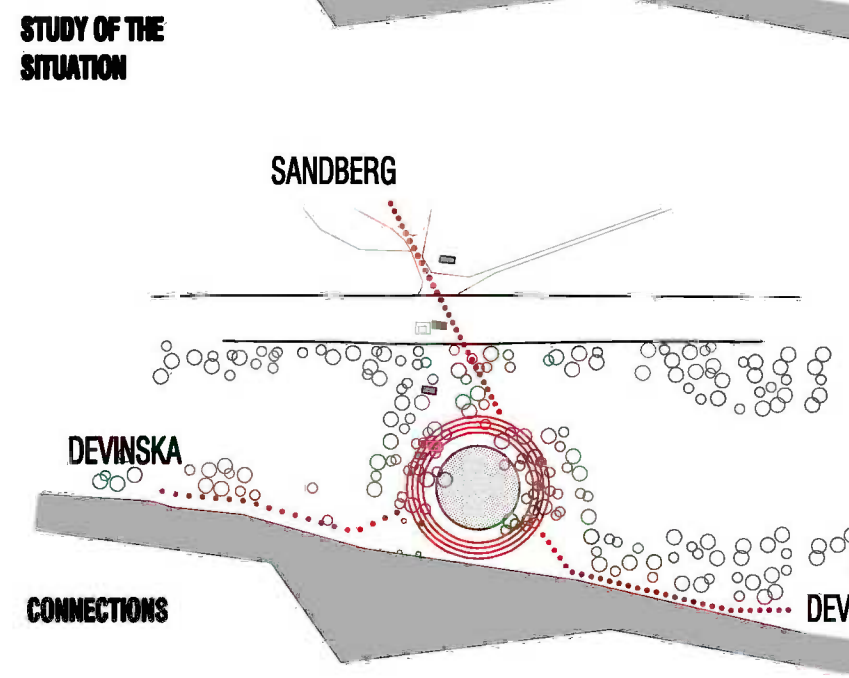 STUDY OF THE
SITUATION
SANDBERG
DEVINSKA
CONNECTIONS
DEV